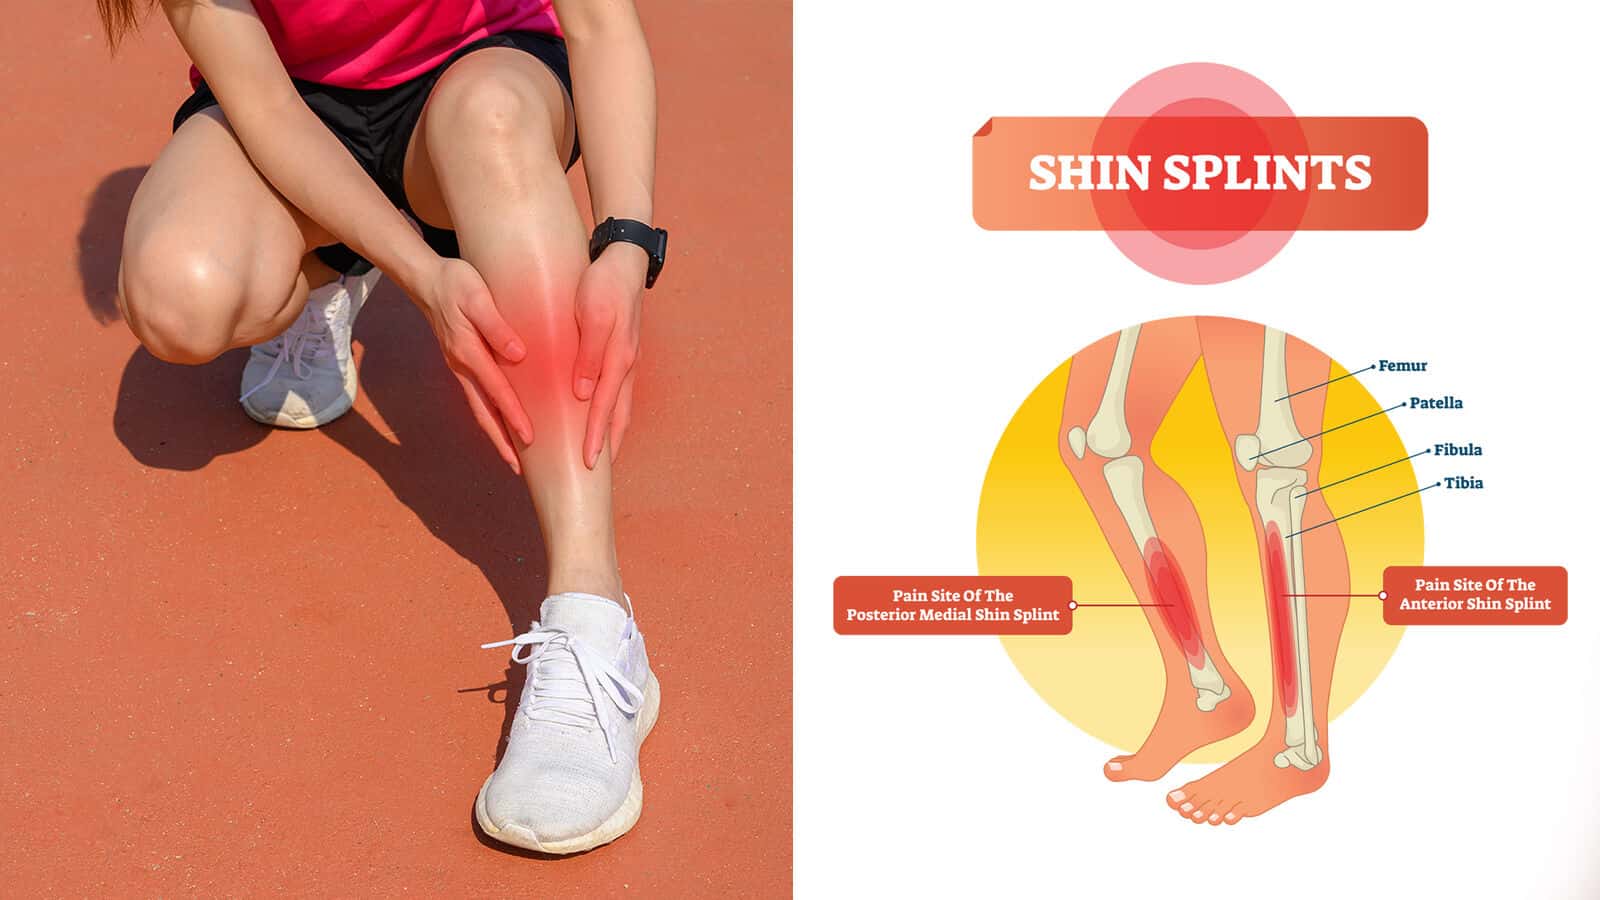 SHIN SPLINTS
Femur
Patella
Fibula
Tibia
Pain Site Of The
Posterior Medial Shin Splint
Pain Site Of The
Anterior Shin Splint